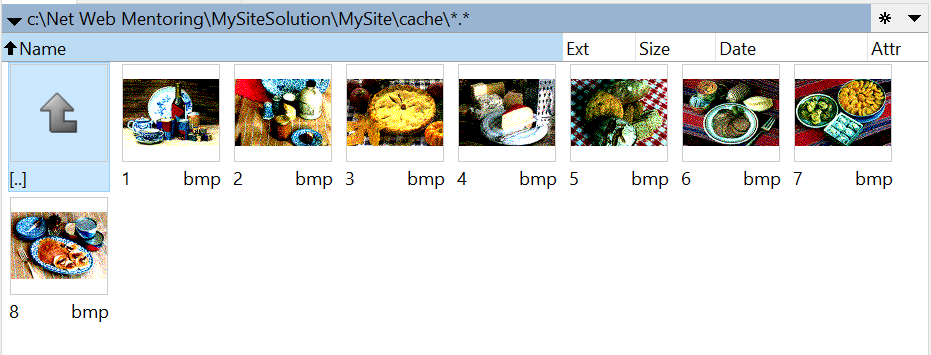 c:\Net Web Mentoring\MySiteSolution\MySite\cache\*.*
Name Ext Size Date Attr
[..] 1 bmp 2 bmp 3 bmp 4 bmp 5 bmp 6 bmp 7 bmp
8 bmp